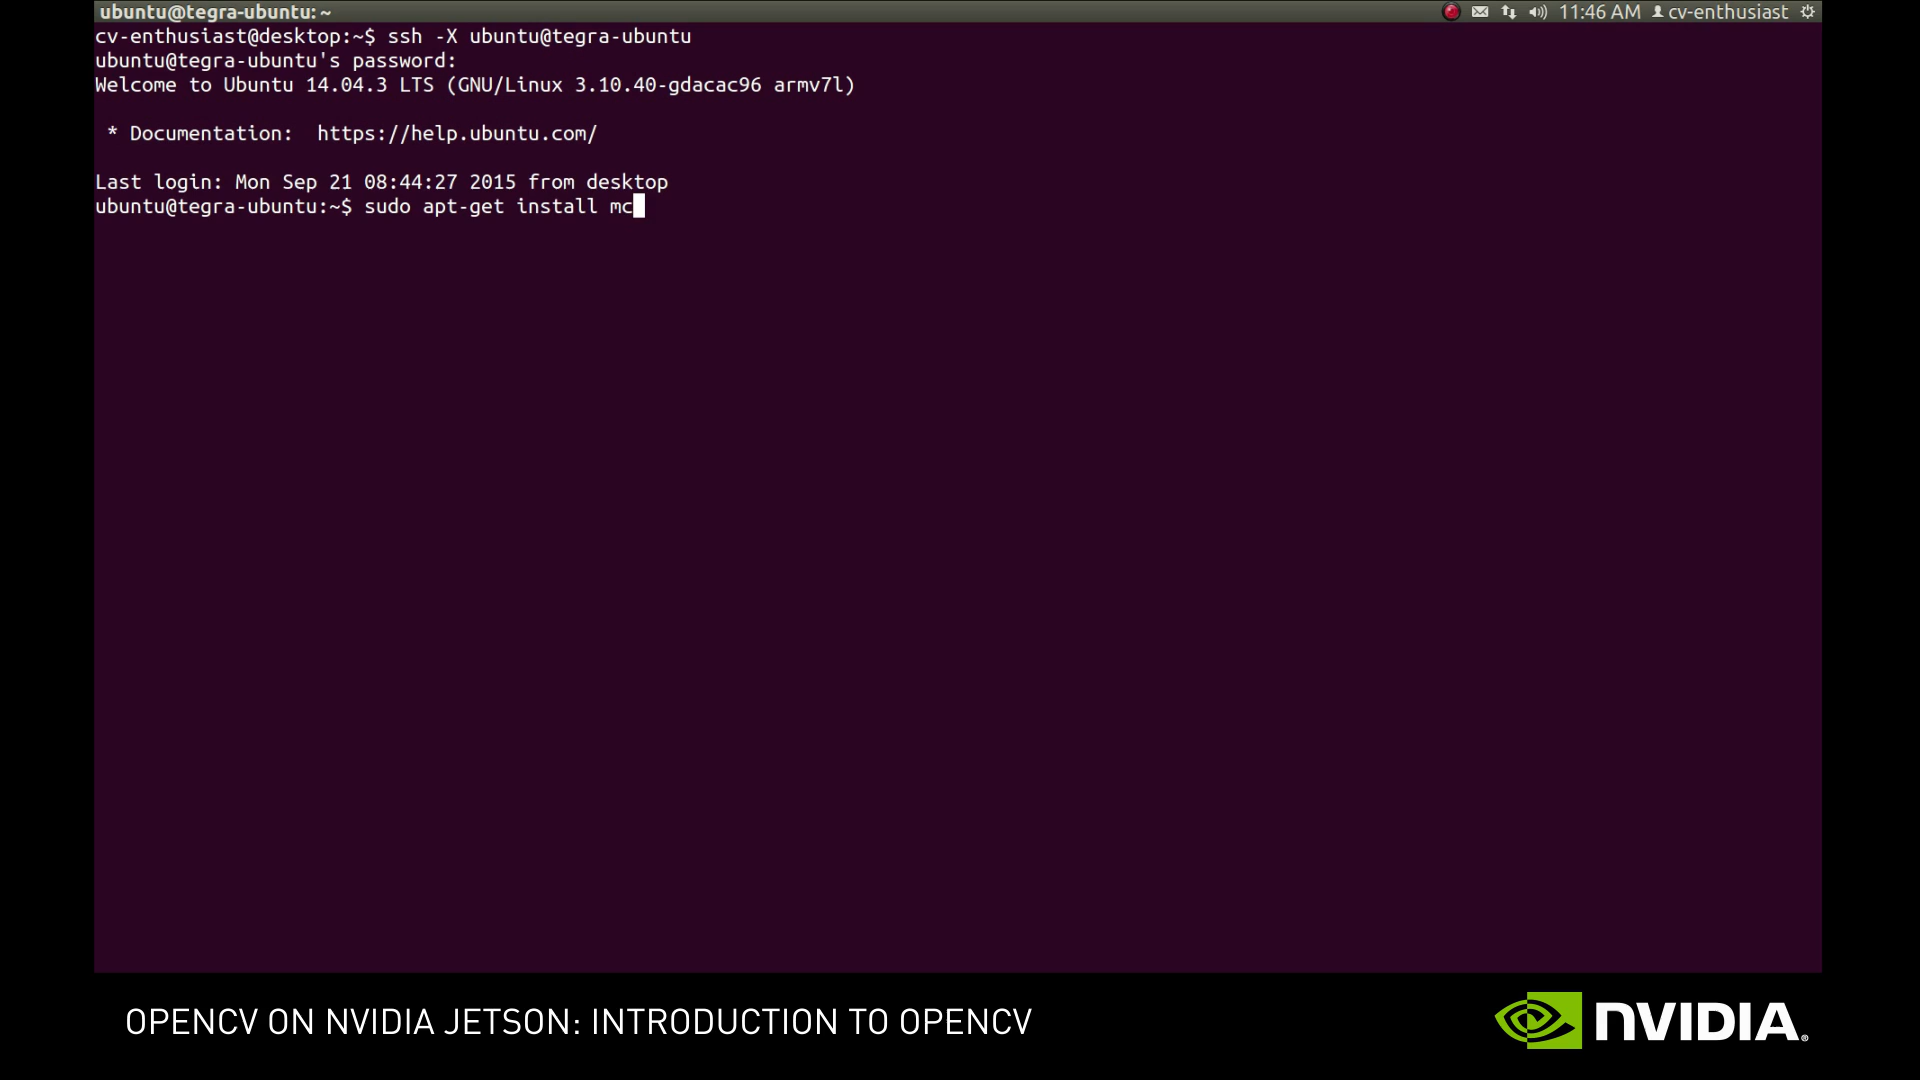 ubuntu@tegra-ubuntu: ~
11:46 AM cv-enthusiast
cv-enthusiast@desktop:~$ ssh -X ubuntu@tegra-ubuntu
ubuntu@tegra-ubuntu's password:
Welcome to Ubuntu 14.04.3 LTS (GNU/Linux 3.10.40-gdacac96 armv7l)
* Documentation:  https://help.ubuntu.com/
Last login: Mon Sep 21 08:44:27 2015 from desktop
ubuntu@tegra-ubuntu:~$ sudo apt-get install mc
OPENCV ON NVIDIA JETSON: INTRODUCTION TO OPENCV
NVIDIA®